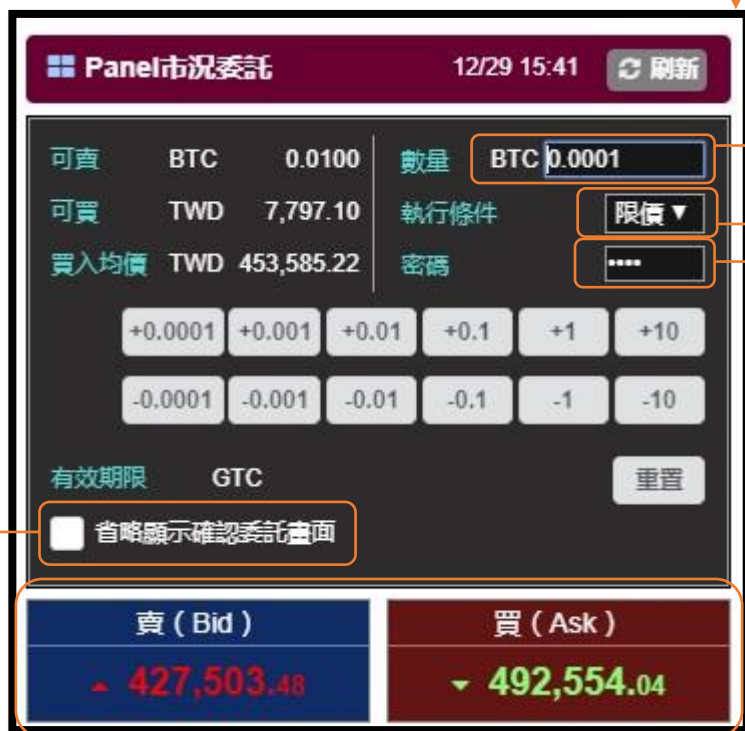 Panel市況委託 12/29 15:41 刷新
可賣 BTC 0.0100 數量 BTC 0.0001
可買 TWD 7,797.10 執行條件 限價▼
買入均價 TWD 453,585.22 密碼 ••••
+0.0001 +0.001 +0.01 +0.1 +1 +10
-0.0001 -0.001 -0.01 -0.1 -1 -10
有效期限 GTC 重置
省略顯示確認委託畫面
賣 ( Bid ) 買 ( Ask )
427,503.48 492,554.04